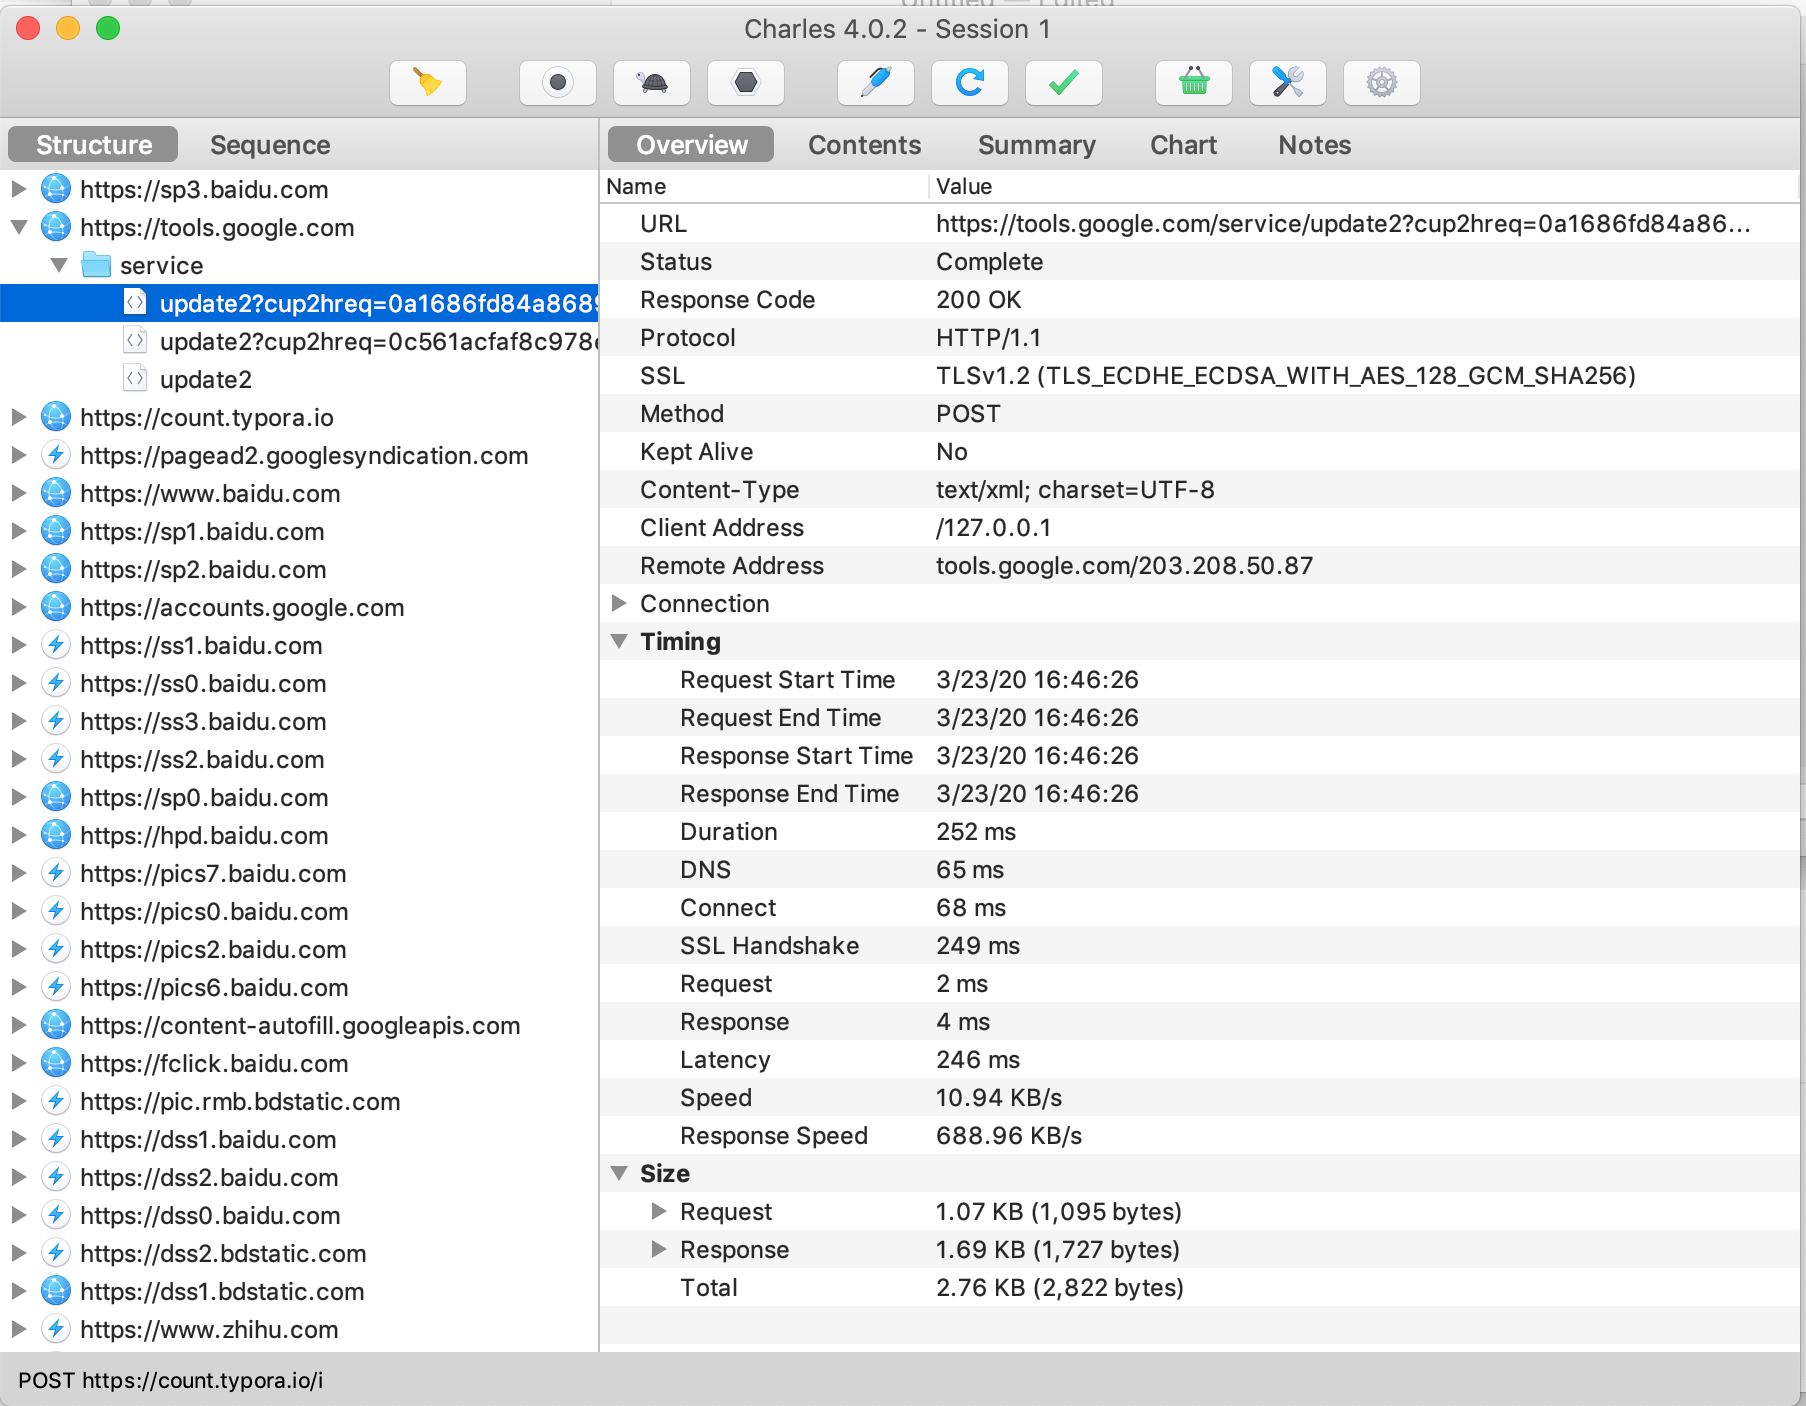 Charles 4.0.2 - Session 1
Structure
Sequence
Overview
Contents
Summary
Chart
Notes
https://sp3.baidu.com
https://tools.google.com
service
update2?cup2hreq=0a1686fd84a868
update2?cup2hreq=0c561acfaf8c978
update2
https://count.typora.io
https://pagead2.googlesyndication.com
https://www.baidu.com
https://sp1.baidu.com
https://sp2.baidu.com
https://accounts.google.com
https://ss1.baidu.com
https://ss0.baidu.com
https://ss3.baidu.com
https://ss2.baidu.com
https://sp0.baidu.com
https://hpd.baidu.com
https://pics7.baidu.com
https://pics0.baidu.com
https://pics2.baidu.com
https://pics6.baidu.com
https://content-autofill.googleapis.com
https://fclick.baidu.com
https://pic.rmb.bdstatic.com
https://dss1.baidu.com
https://dss2.baidu.com
https://dss0.baidu.com
https://dss2.bdstatic.com
https://dss1.bdstatic.com
https://www.zhihu.com
Name Value
URL https://tools.google.com/service/update2?cup2hreq=0a1686fd84a86...
Status Complete
Response Code 200 OK
Protocol HTTP/1.1
SSL TLSv1.2 (TLS_ECDHE_ECDSA_WITH_AES_128_GCM_SHA256)
Method POST
Kept Alive No
Content-Type text/xml; charset=UTF-8
Client Address /127.0.0.1
Remote Address tools.google.com/203.208.50.87
Connection
Timing
Request Start Time 3/23/20 16:46:26
Request End Time 3/23/20 16:46:26
Response Start Time 3/23/20 16:46:26
Response End Time 3/23/20 16:46:26
Duration 252 ms
DNS 65 ms
Connect 68 ms
SSL Handshake 249 ms
Request 2 ms
Response 4 ms
Latency 246 ms
Speed 10.94 KB/s
Response Speed 688.96 KB/s
Size
Request 1.07 KB (1,095 bytes)
Response 1.69 KB (1,727 bytes)
Total 2.76 KB (2,822 bytes)
POST https://count.typora.io/i